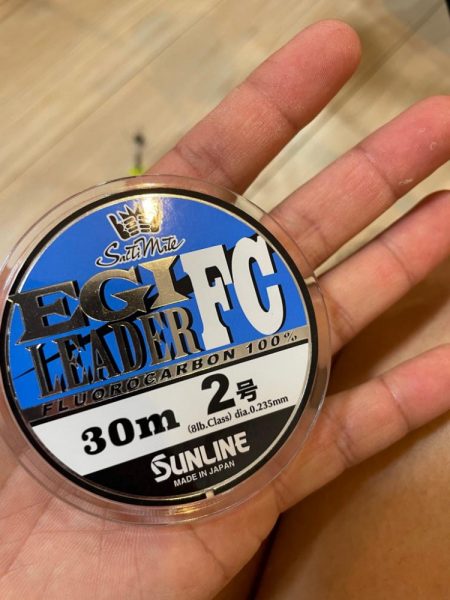 SaltiMate
EGI
LEADER FC
FLUOROCARBON 100%
30m (8lb.Class) 2号 dia.0.235mm
SUNLINE
MADE IN JAPAN